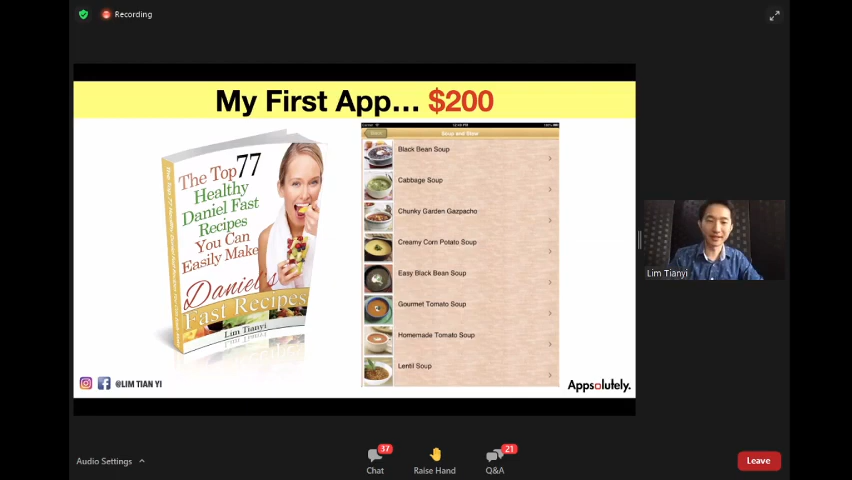 Recording
My First App... $200
The Top 77
Healthy
Daniel Fast
Recipes
You Can
Easily Make
Daniel's
Fast Recipes
Lim Tianyi
Soup and Stew
Black Bean Soup
Cabbage Soup
Chunky Garden Gazpacho
Creamy Corn Potato Soup
Easy Black Bean Soup
Gourmet Tomato Soup
Homemade Tomato Soup
Lentil Soup
@LIM TIAN YI
Appsolutely.
Lim Tianyi
Audio Settings
37
Chat
Raise Hand
21
Q&A
Leave